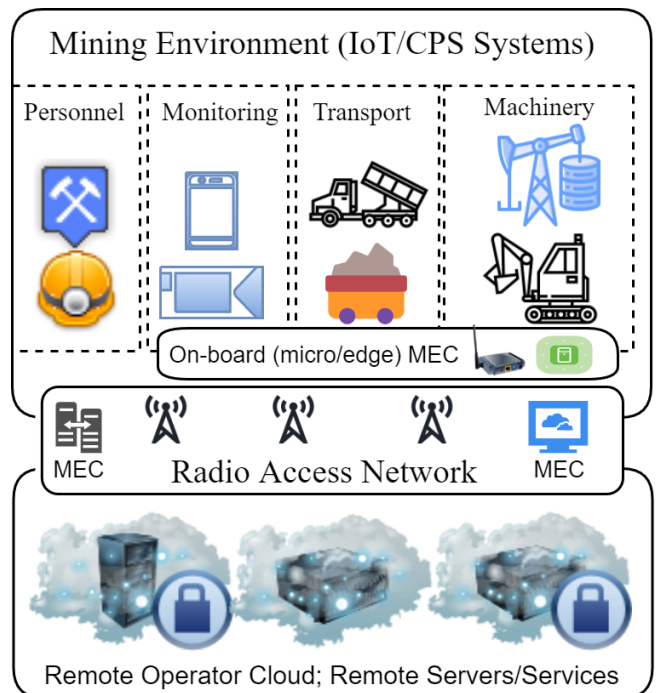 Mining Environment (IoT/CPS Systems)
Personnel
Monitoring
Transport
Machinery
On-board (micro/edge) MEC
MEC
Radio Access Network
MEC
Remote Operator Cloud; Remote Servers/Services